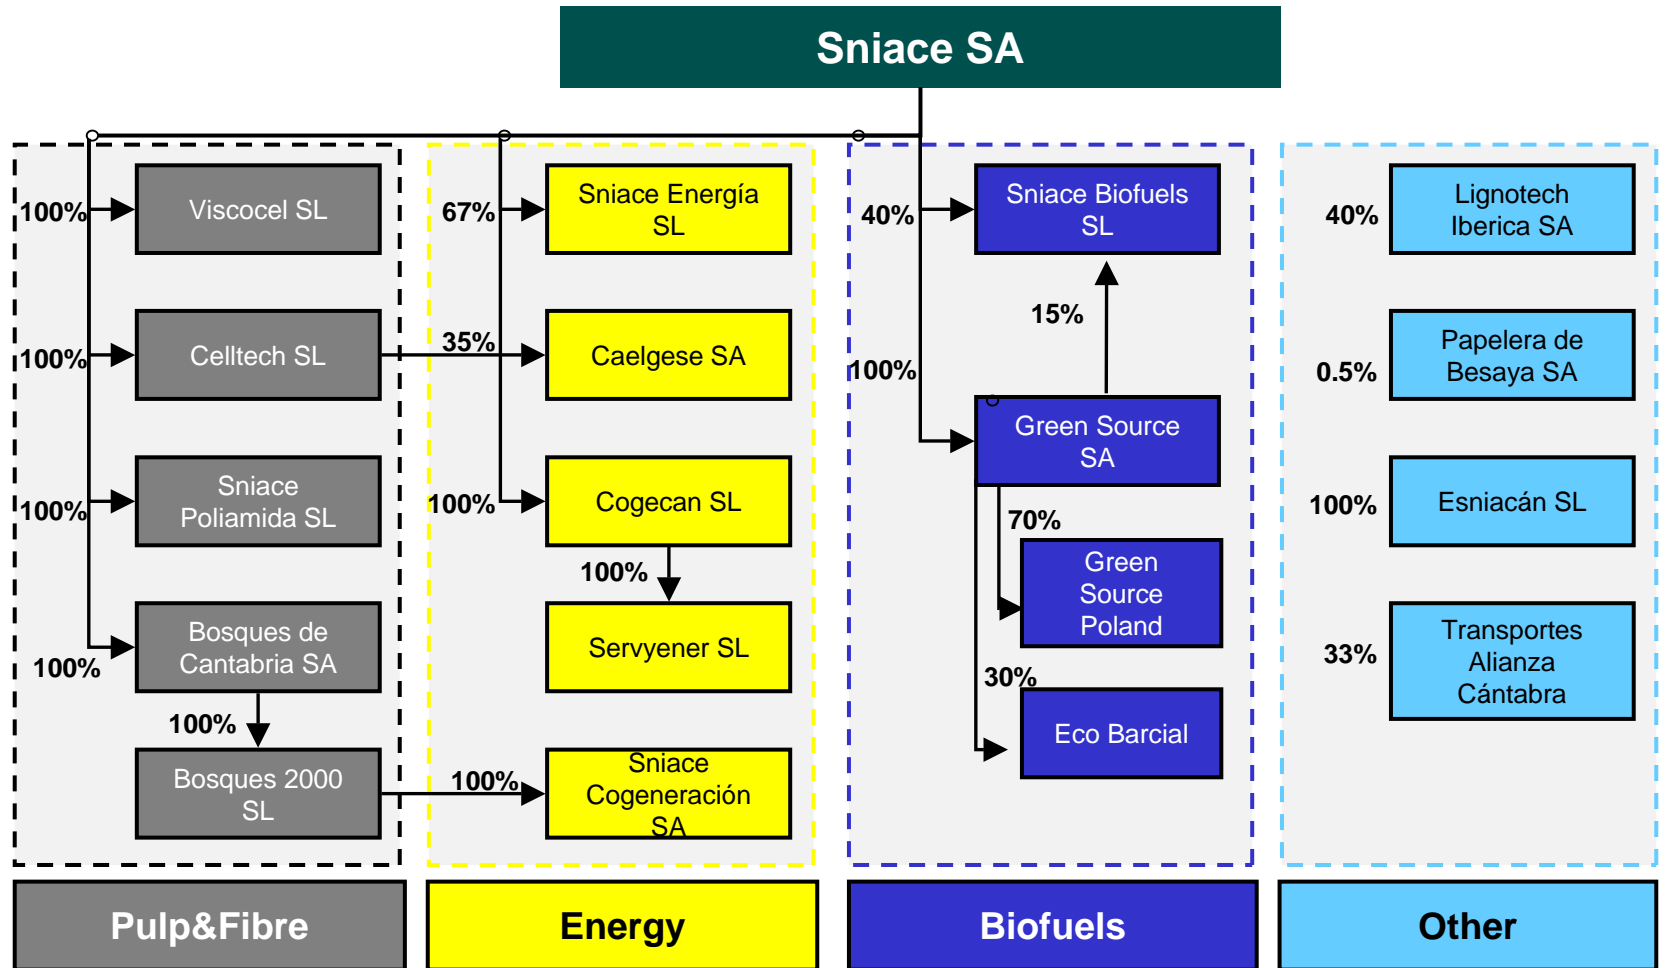 Sniace SA
100%
Viscocel SL
100%
Celltech SL
100%
Sniace
Poliamida SL
100%
Bosques de
Cantabria SA
100%
Bosques 2000
SL
Pulp&Fibre
67%
Sniace Energía
SL
35%
Caelgese SA
100%
Cogecan SL
100%
Servyener SL
100%
Sniace
Cogeneración
SA
Energy
40%
Sniace Biofuels
SL
15%
100%
Green Source
SA
70%
Green
Source
Poland
30%
Eco Barcial
Biofuels
40%
Lignotech
Iberica SA
0.5%
Papelera de
Besaya SA
100%
Esniacán SL
33%
Transportes
Alianza
Cántabra
Other